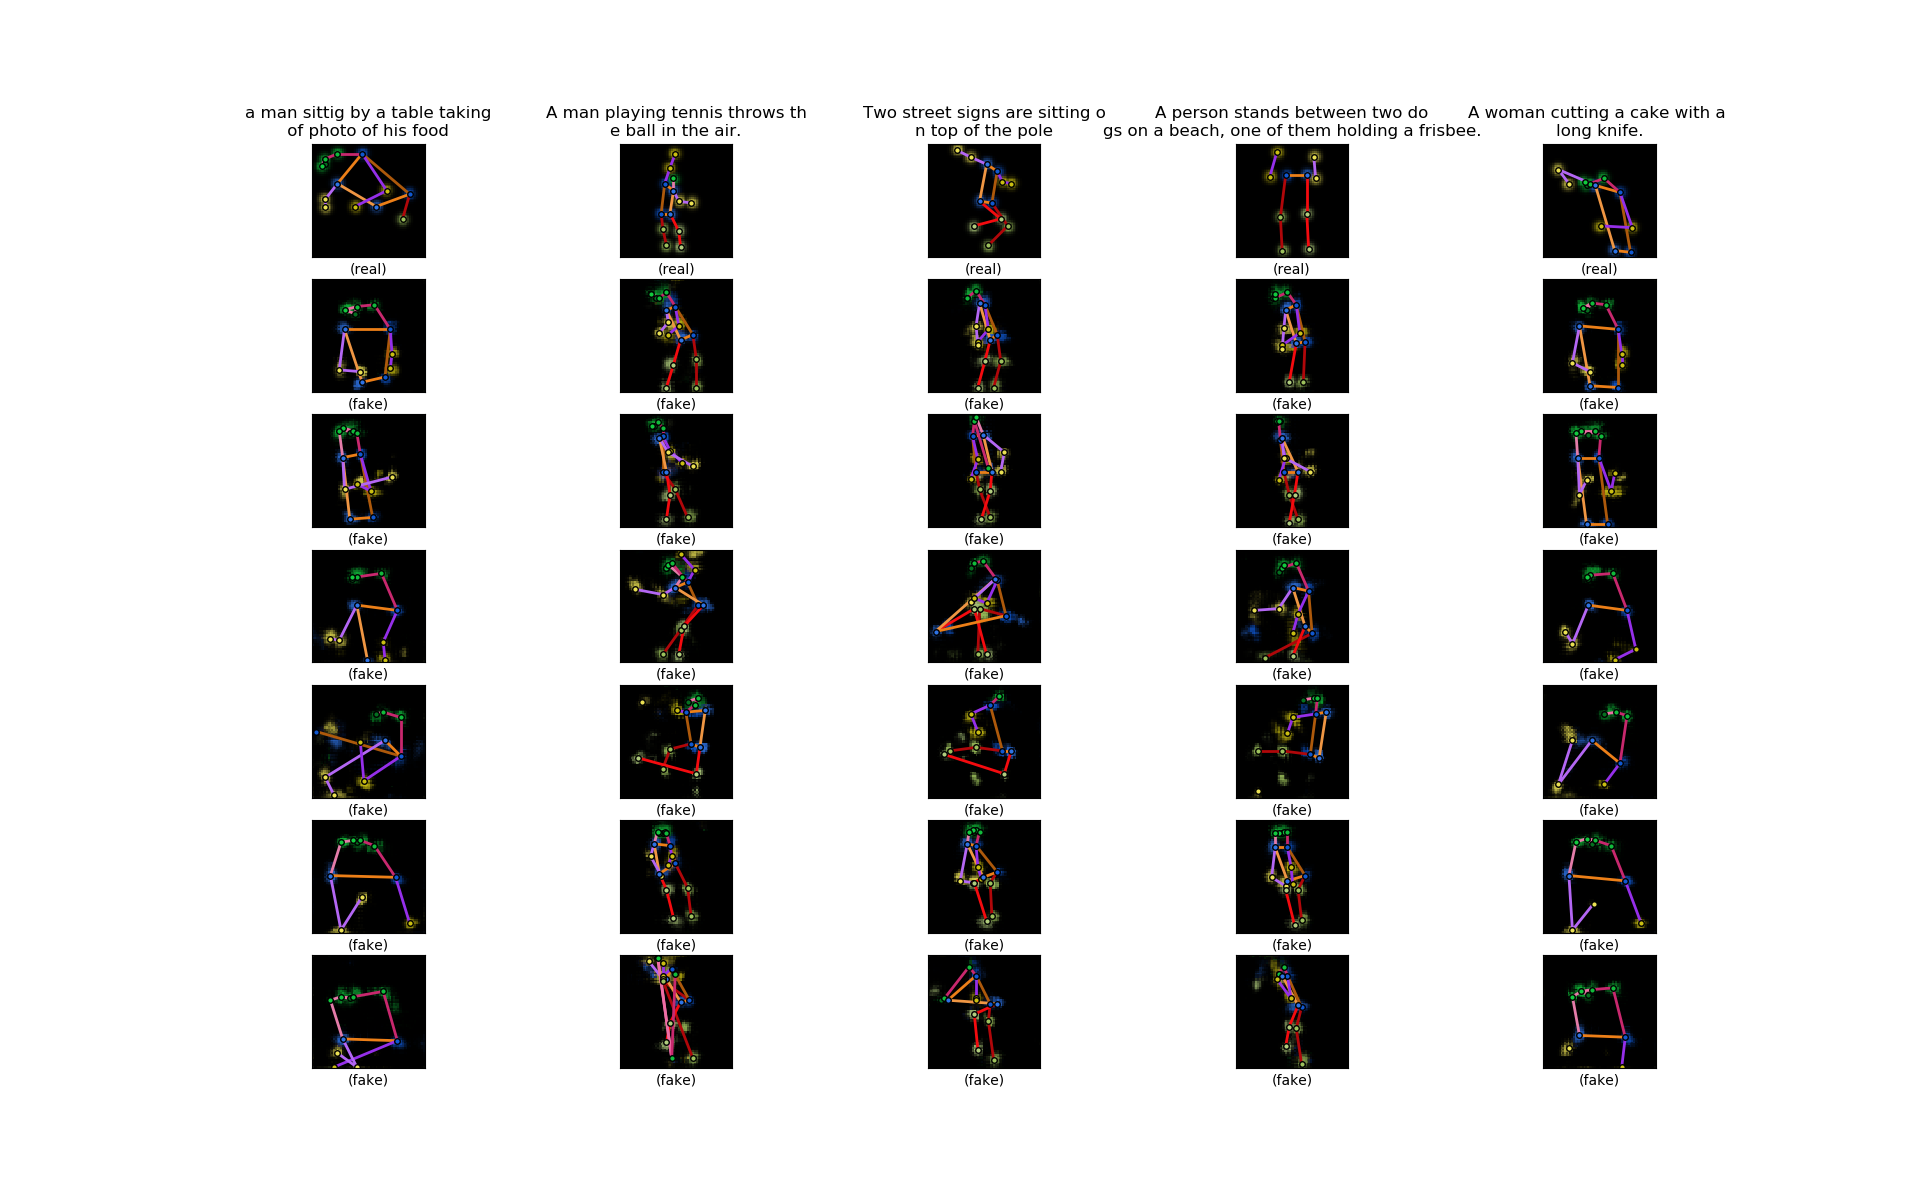 a man sittig by a table taking
of photo of his food
A man playing tennis throws th
e ball in the air.
Two street signs are sitting o
n top of the pole
A person stands between two do
gs on a beach, one of them holding a frisbee.
A woman cutting a cake with a
long knife.
(real) (real) (real) (real) (real)
(fake) (fake) (fake) (fake) (fake)
(fake) (fake) (fake) (fake) (fake)
(fake) (fake) (fake) (fake) (fake)
(fake) (fake) (fake) (fake) (fake)
(fake) (fake) (fake) (fake) (fake)
(fake) (fake) (fake) (fake) (fake)